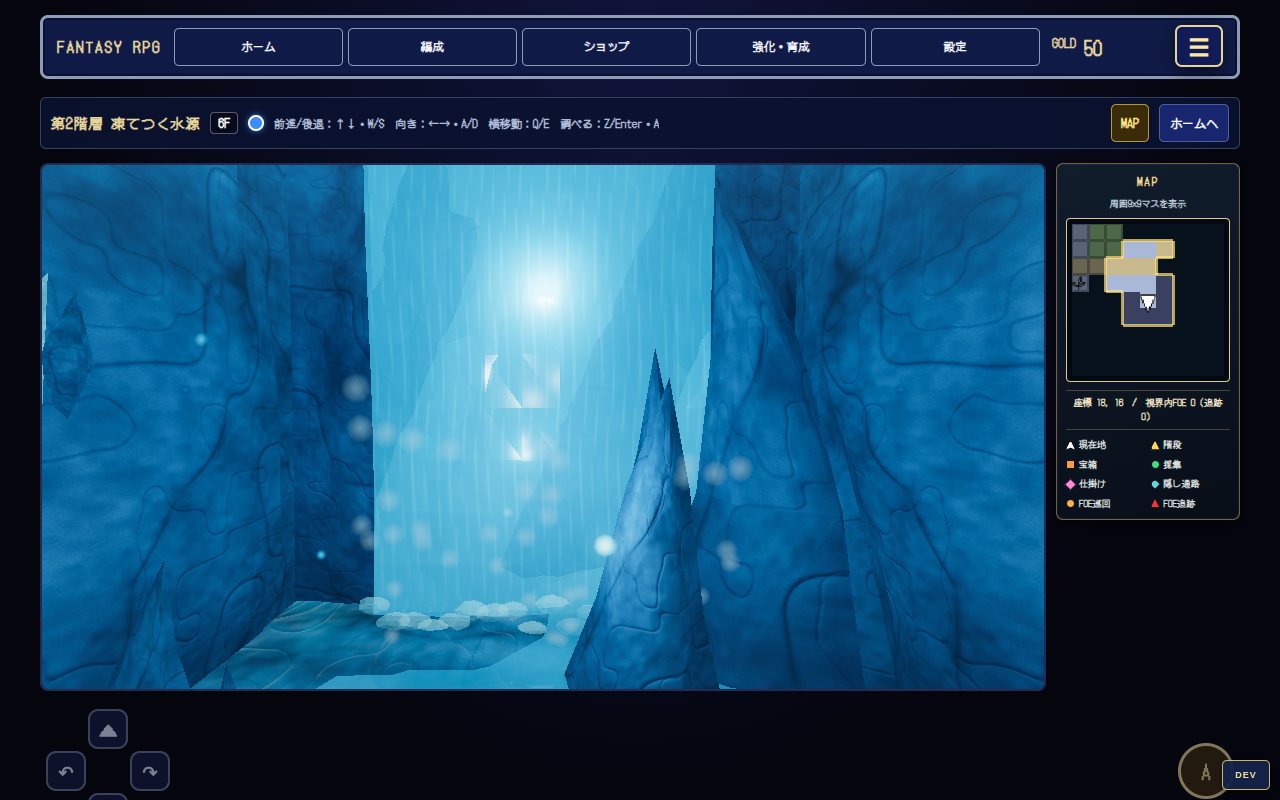 FANTASY RPG
ホーム
編成
ショップ
強化・育成
設定
GOLD 50
第2階層 凍てつく水源
6F
前進/後退：↑↓・W/S 向き：←→・A/D 横移動：Q/E 調べる：Z/Enter・A
MAP
ホームへ
MAP
周囲9x9マスを表示
座標 18, 16 / 視界内FOE 0（追跡
0）
現在地
階段
宝箱
採集
仕掛け
隠し通路
FOE巡回
FOE追跡
A
DEV